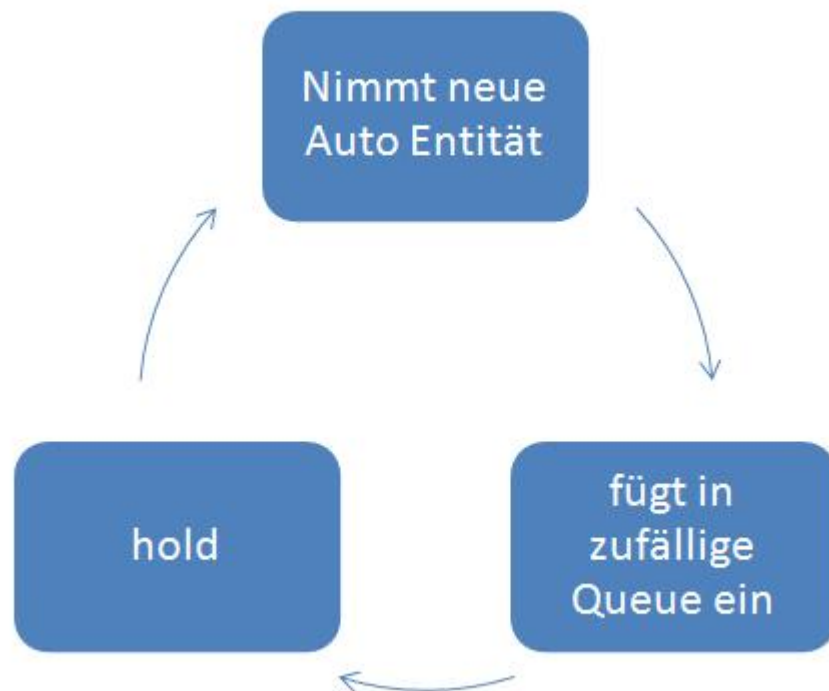 Nimmt neue
Auto Entität
fügt in
zufällige
Queue ein
hold